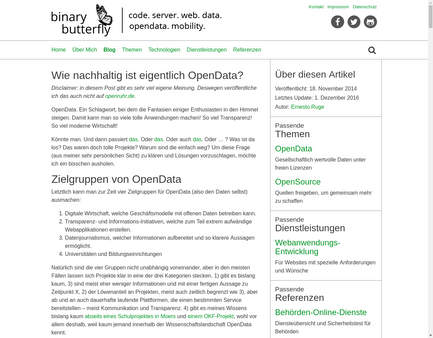 binary
butterfly
code. server. web. data.
opendata. mobility.
Kontakt Impressum Datenschutz
Home Über Mich Blog Themen Technologien Dienstleistungen Referenzen
Wie nachhaltig ist eigentlich OpenData?
Disclaimer: in diesem Post gibt es sehr viel eigene Meinung. Deswegen veröffentliche
ich das auch nicht auf openruhr.de.
OpenData. Ein Schlagwort, bei dem die Fantasien einiger Enthusiasten in den Himmel
steigen. Damit kann man so viele tolle Anwendungen machen! So viel Transparenz!
So viel moderne Wirtschaft!
Könnte man. Und dann passiert das. Oder das. Oder auch das. Oder … ? Was ist da
los? Das waren doch tolle Projekte? Warum sind die einfach weg? Um diese Frage
(aus meiner sehr persönlichen Sicht) zu klären und Lösungen vorzuschlagen, möchte
ich ein bisschen ausholen.
Zielgruppen von OpenData
Letztlich kann man zur Zeit vier Zielgruppen für OpenData (also den Daten selbst)
ausmachen:
1. Digitale Wirtschaft, welche Geschäftsmodelle mit offenen Daten betreiben kann.
2. Transparenz- und Informations-Initiativen, welche zum Teil extrem aufwändige
Webapplikationen erstellen.
3. Datenjournalismus, welcher Informationen aufbereitet und so klarere Aussagen
ermöglicht.
4. Universitäten und Bildungseinrichtungen
Natürlich sind die vier Gruppen nicht unabhängig voneinander, aber in den meisten
Fällen lassen sich Projekte klar in eine der drei Kategorien stecken. 1) gibt es bislang
kaum, 3) sind meist eher weniger Informationen und mit einer fertigen Aussage zu
Zeitpunkt X, 2) der Löwenanteil an Projekten, meist auch zeitlich begrenzt wie 3), aber
ab und an auch dauerhafte laufende Plattformen, die einen bestimmten Service
bereitstellen – meist Kommunikation und Transparenz. 4) gibt es meines Wissens
bislang kaum abseits eines Schulprojektes in Moers und einem OKF-Projekt, wohl vor
allem deshalb, weil kaum jemand innerhalb der Wissenschaftslandschaft OpenData
kennt.
Über diesen Artikel
Veröffentlicht: 18. November 2014
Letztes Update: 1. Dezember 2016
Autor: Ernesto Ruge
Passende
Themen
OpenData
Gesellschaftlich wertvolle Daten unter
freien Lizenzen
OpenSource
Quellen freigeben, um gemeinsam mehr
zu schaffen
Passende
Dienstleistungen
Webanwendungs-
Entwicklung
Für Websites mit speziellen Anforderungen
und Wünsche
Passende
Referenzen
Behörden-Online-Dienste
Dienstübersicht und Sicherheitstest für
Behörden